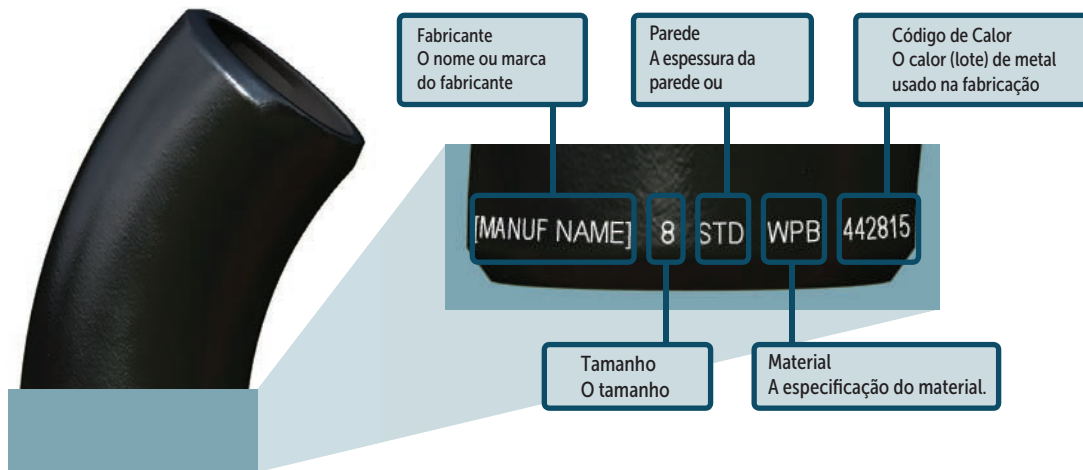 Fabricante
O nome ou marca
do fabricante
Parede
A espessura da
parede ou
Código de Calor
O calor (lote) de metal
usado na fabricação
[MANUF NAME] 8 STD WPB 442815
Tamanho
O tamanho
Material
A especificação do material.